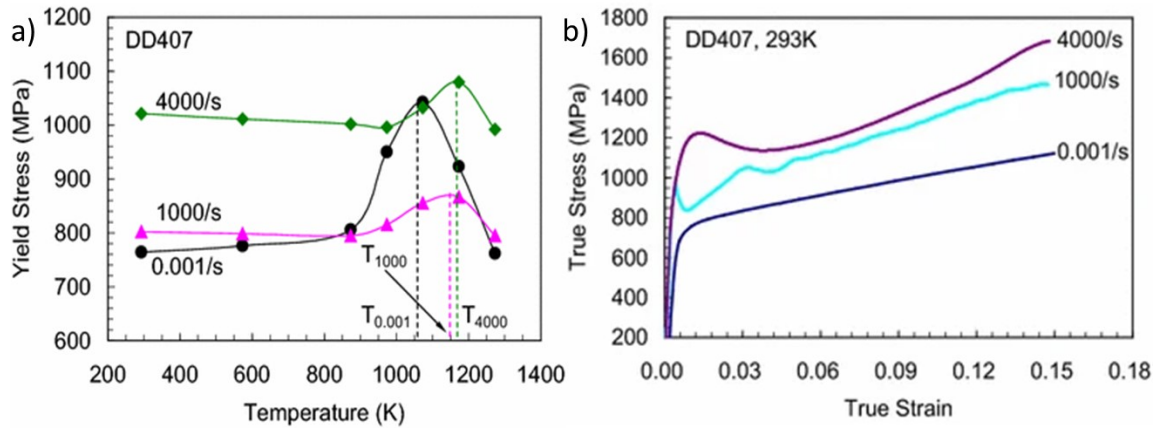 a)
DD407
Yield Stress (MPa)
1200
1100
1000
900
800
700
600
4000/s
1000/s
0.001/s
T1000
T0.001
T4000
200 400 600 800 1000 1200 1400
Temperature (K)
b)
DD407, 293K
True Stress (MPa)
1800
1600
1400
1200
1000
800
600
400
200
4000/s
1000/s
0.001/s
0.00 0.03 0.06 0.09 0.12 0.15 0.18
True Strain